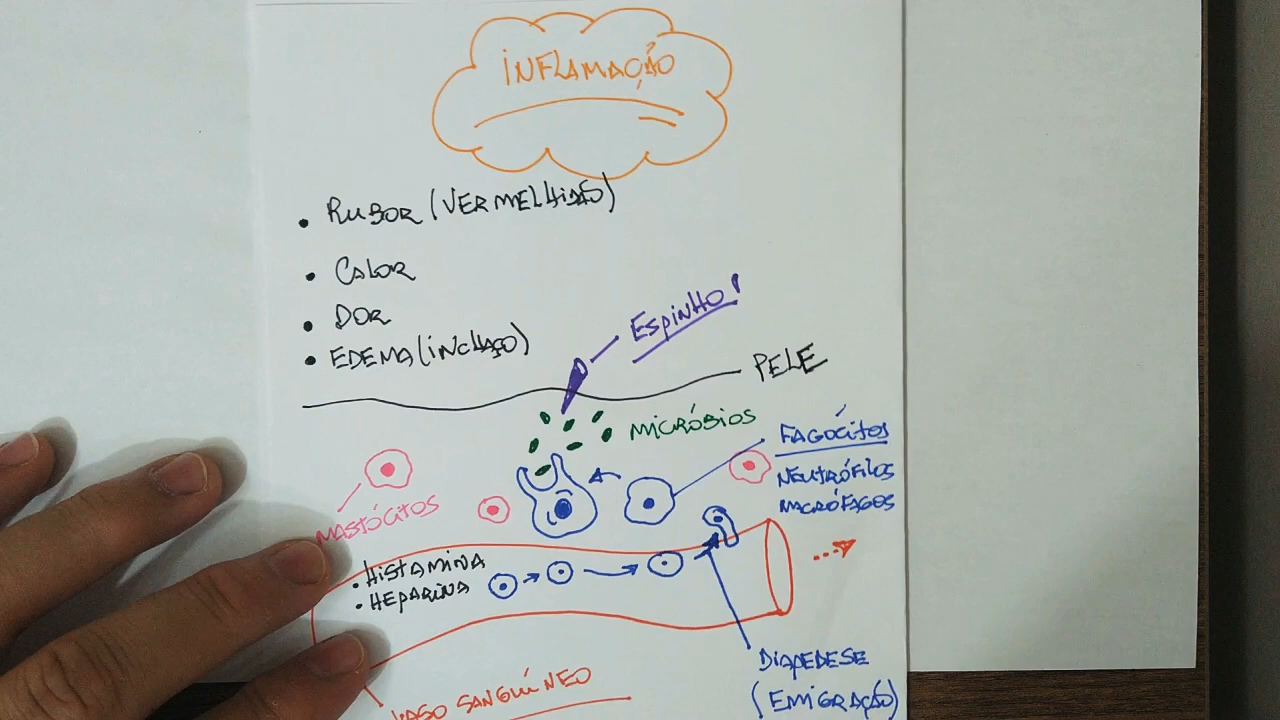 INFLAMAÇÃO
• RUBOR (VERMELHIDÃO)
• CALOR
• DOR
• EDEMA (INCHAÇO)
ESPINHO!
PELE
MICRÓBIOS
FAGÓCITOS
NEUTRÓFILOS
MACRÓFAGOS
MASTÓCITOS
• HISTAMINA
• HEPARINA
DIAPEDESE
(EMIGRAÇÃO)
VASO SANGUÍNEO